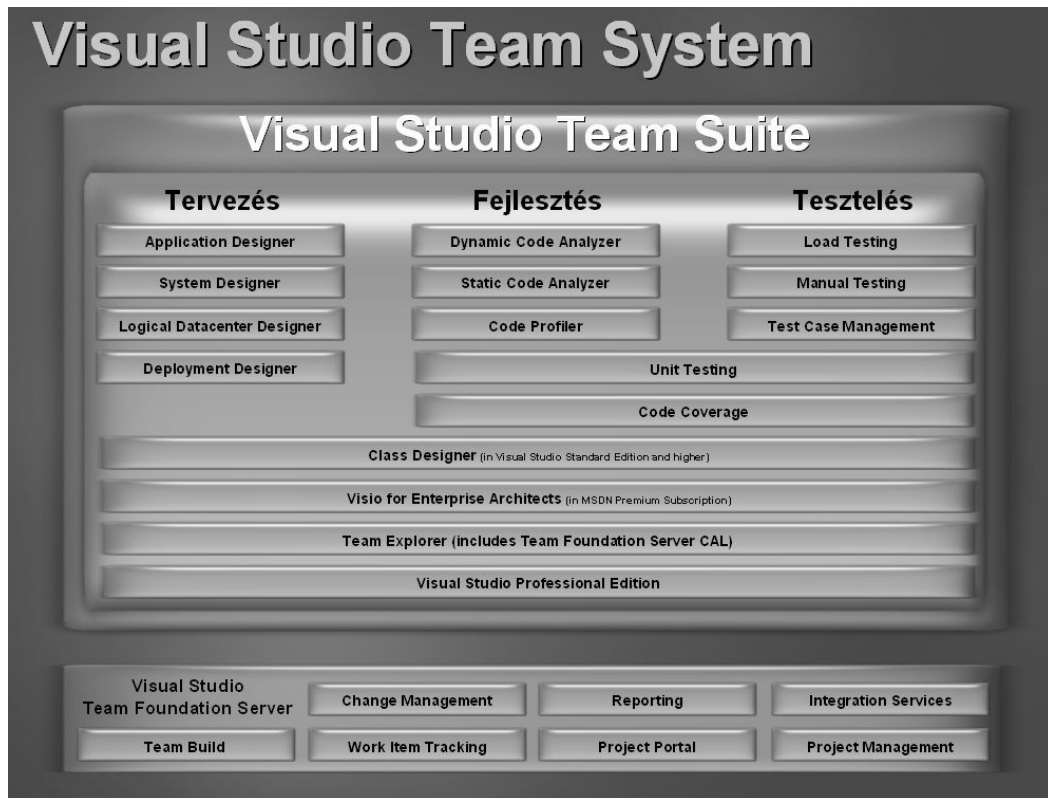 Visual Studio Team System
Visual Studio Team Suite
Tervezés
Fejlesztés
Tesztelés
Application Designer
Dynamic Code Analyzer
Load Testing
System Designer
Static Code Analyzer
Manual Testing
Logical Datacenter Designer
Code Profiler
Test Case Management
Deployment Designer
Unit Testing
Code Coverage
Class Designer (in Visual Studio Standard Edition and higher)
Visio for Enterprise Architects (in MSDN Premium Subscription)
Team Explorer (includes Team Foundation Server CAL)
Visual Studio Professional Edition
Visual Studio
Team Foundation Server
Change Management
Reporting
Integration Services
Team Build
Work Item Tracking
Project Portal
Project Management